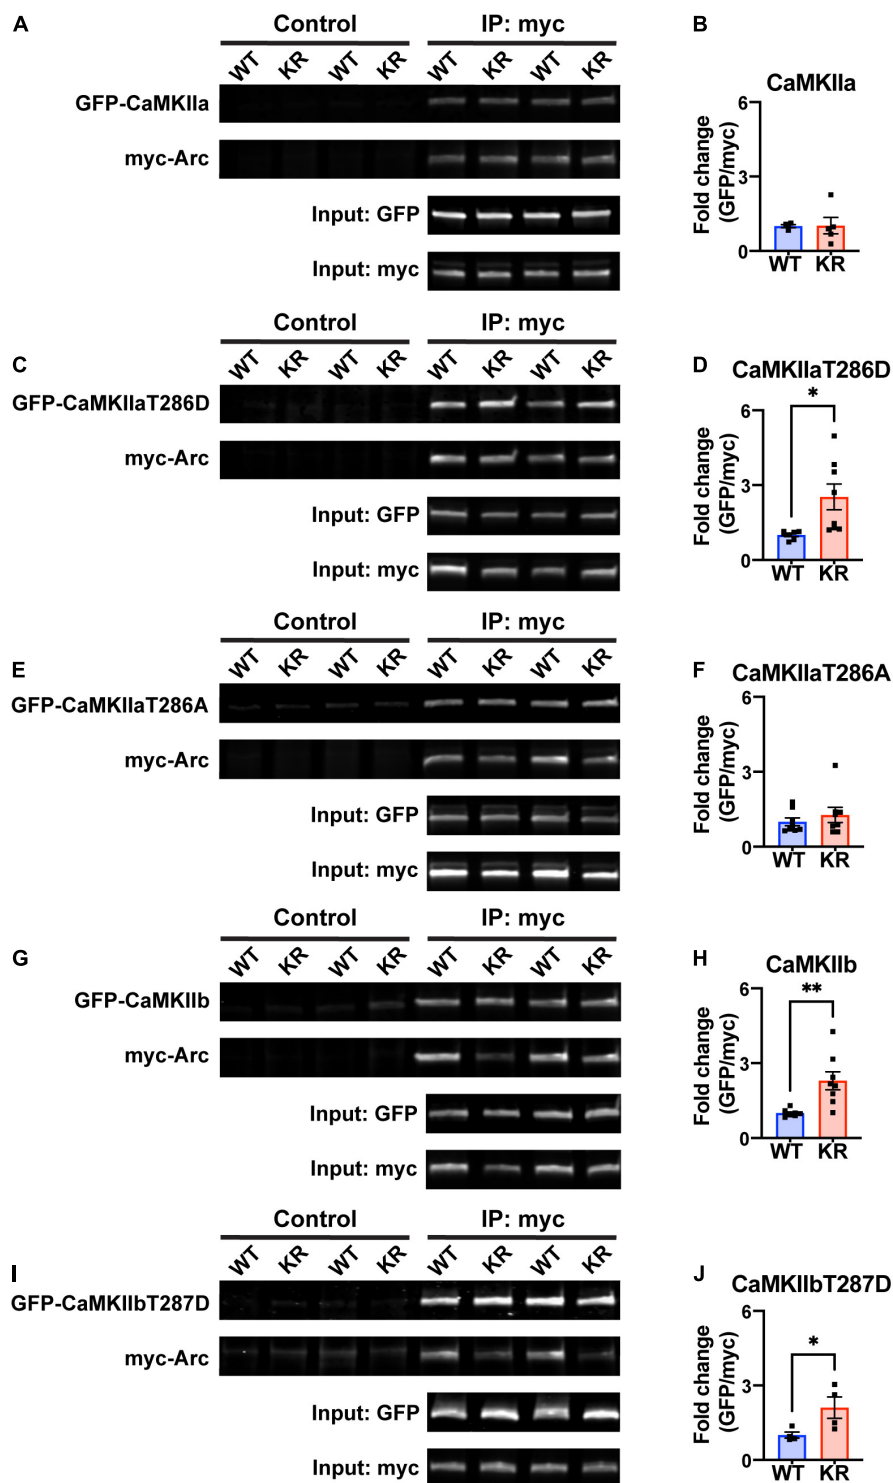 A
Control
IP: myc
WT KR WT KR WT KR WT KR
GFP-CaMKIIa
myc-Arc
Input: GFP
Input: myc
B
CaMKIIa
Fold change
(GFP/myc)
6
3
0
WT KR
Control
IP: myc
C
WT KR WT KR WT KR WT KR
GFP-CaMKIIaT286D
myc-Arc
Input: GFP
Input: myc
D
CaMKIIaT286D
*
Fold change
(GFP/myc)
6
3
0
WT KR
Control
IP: myc
E
WT KR WT KR WT KR WT KR
GFP-CaMKIIaT286A
myc-Arc
Input: GFP
Input: myc
F
CaMKIIaT286A
Fold change
(GFP/myc)
6
3
0
WT KR
Control
IP: myc
G
WT KR WT KR WT KR WT KR
GFP-CaMKIIb
myc-Arc
Input: GFP
Input: myc
H
CaMKIIb
**
Fold change
(GFP/myc)
6
3
0
WT KR
Control
IP: myc
I
WT KR WT KR WT KR WT KR
GFP-CaMKIIbT287D
myc-Arc
Input: GFP
Input: myc
J
CaMKIIbT287D
*
Fold change
(GFP/myc)
6
3
0
WT KR